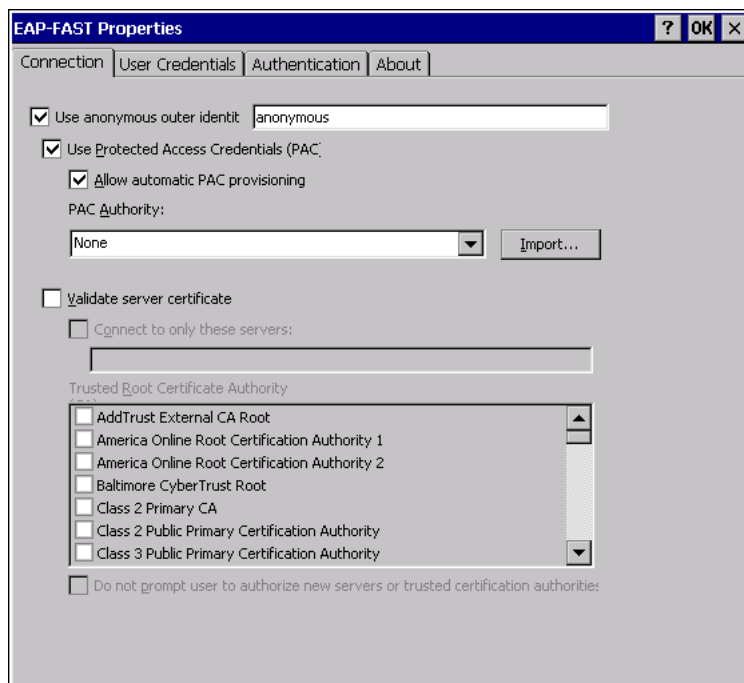 EAP-FAST Properties ? OK ×
Connection User Credentials Authentication About
Use anonymous outer identit anonymous
Use Protected Access Credentials (PAC)
Allow automatic PAC provisioning
PAC Authority:
None Import...
Validate server certificate
Connect to only these servers:
Trusted Root Certificate Authority
AddTrust External CA Root
America Online Root Certification Authority 1
America Online Root Certification Authority 2
Baltimore CyberTrust Root
Class 2 Primary CA
Class 2 Public Primary Certification Authority
Class 3 Public Primary Certification Authority
Do not prompt user to authorize new servers or trusted certification authorities